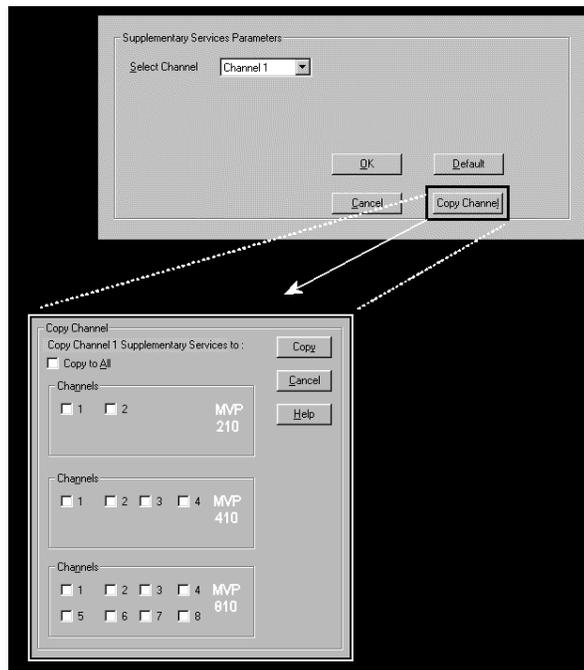 Supplementary Services Parameters
Select Channel Channel 1
OK Default
Cancel Copy Channel
Copy Channel
Copy Channel 1 Supplementary Services to :
Copy
Copy to All
Cancel
Channels
Help
1 2 MVP
210
Channels
1 2 3 4 MVP
410
Channels
1 2 3 4 MVP
5 6 7 8 810